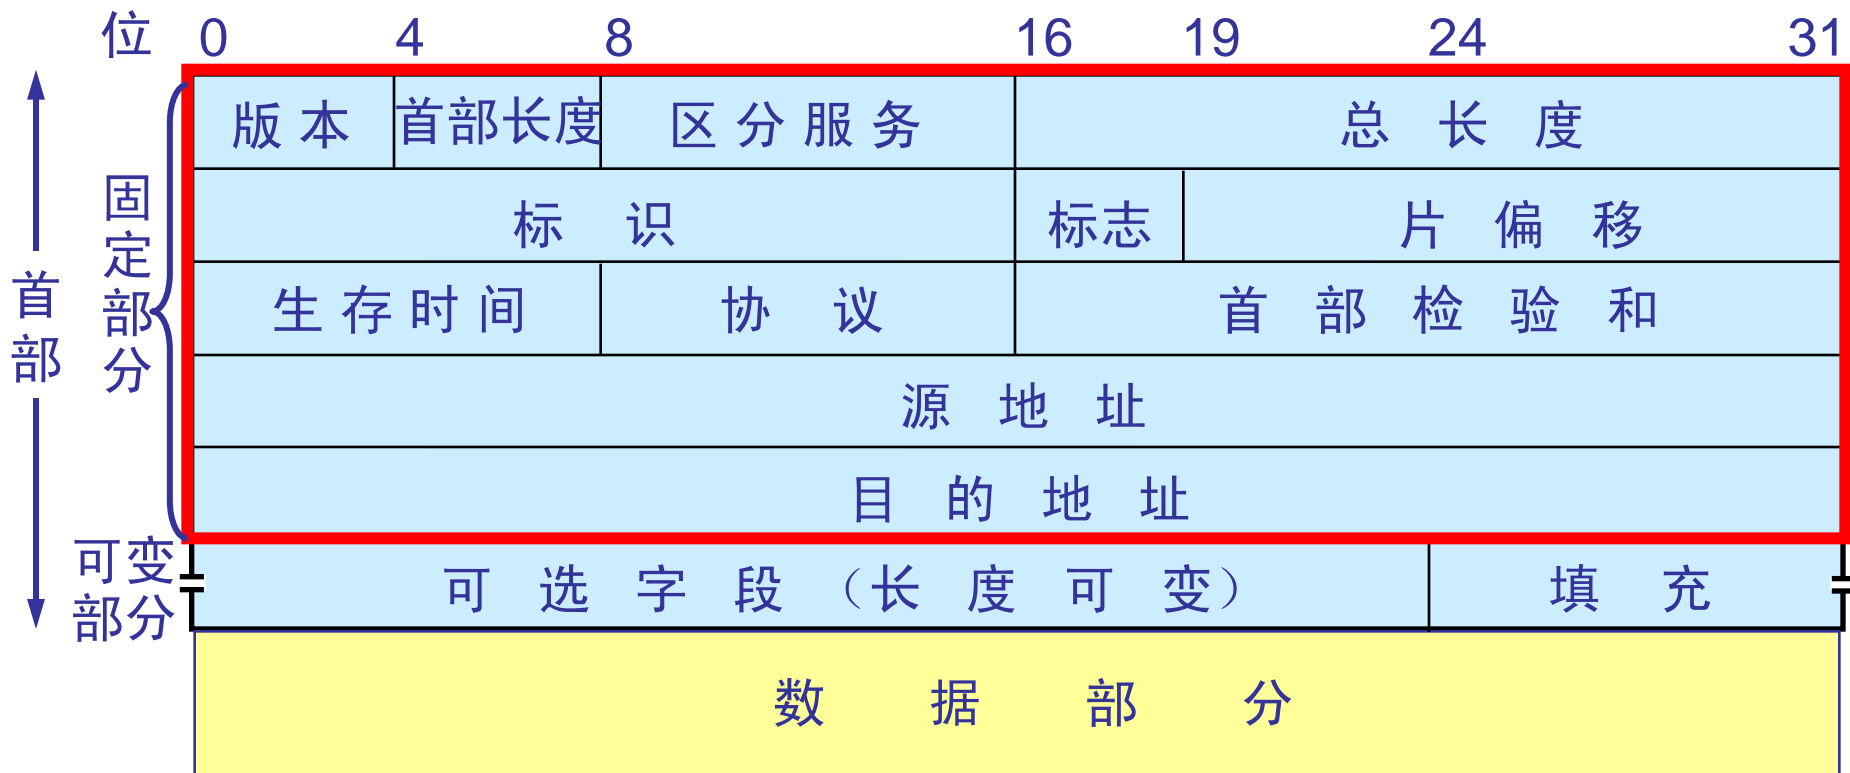 位 0 4 8 16 19 24 31
版本 首部长度 区分服务 总长度
标识 标志 片偏移
生存时间 协议 首部检验和
源地址
目的地址
可选字段（长度可变） 填充
数据部分
首部
固定部分
可变
部分